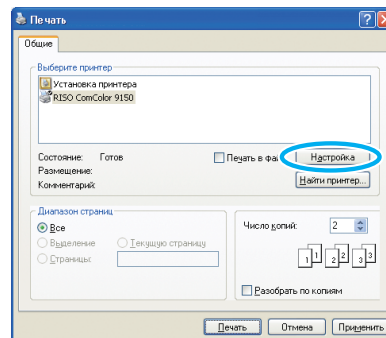 Печать
Общие
Выберите принтер
Установка принтера
RISO ComColor 9150
Состояние: Готов
Печать в фа
Настройка
Размещение:
Комментарий:
Найти принтер...
Диапазон страниц
Все
Выделение
Текущую страницу
Страницы:
Число копий: 2
1 1 2 2 3 3
Разобрать по копиям
Печать
Отмена
Применить